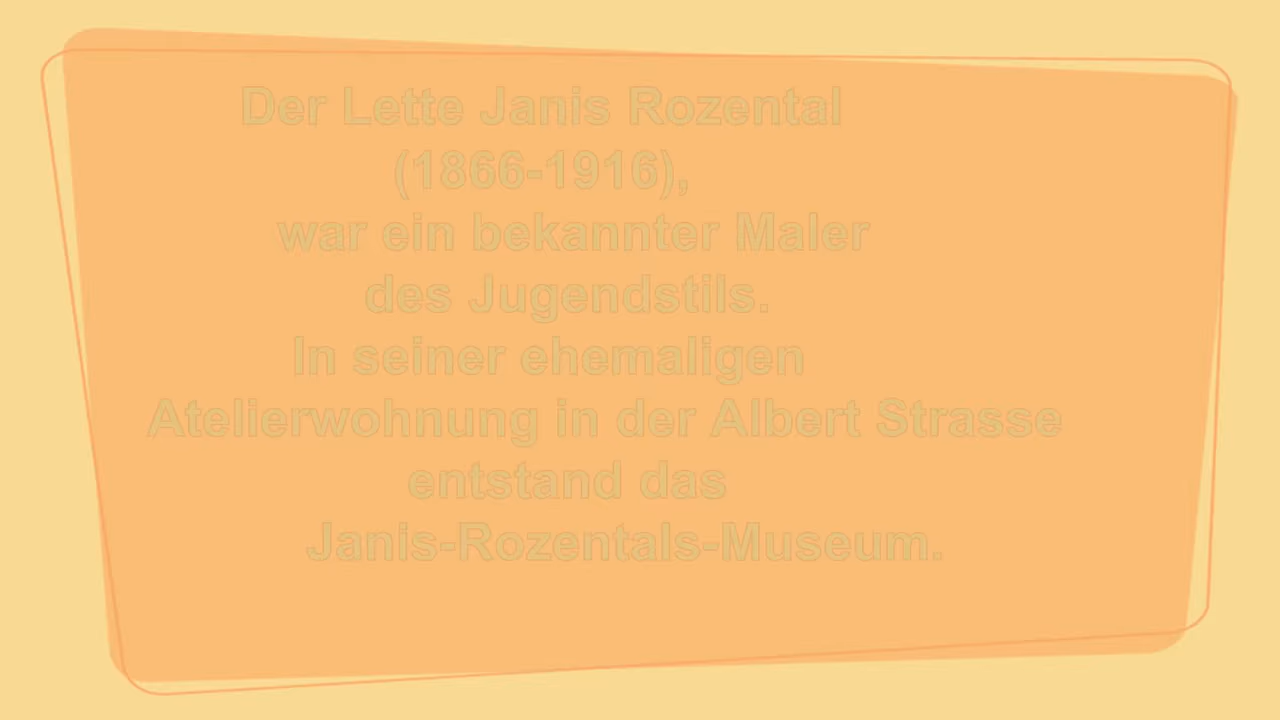 Der Lette Janis Rozental
(1866-1916),
war ein bekannter Maler
des Jugendstils.
In seiner ehemaligen
Atelierwohnung in der Albert Strasse
entstand das
Janis-Rozentals-Museum.